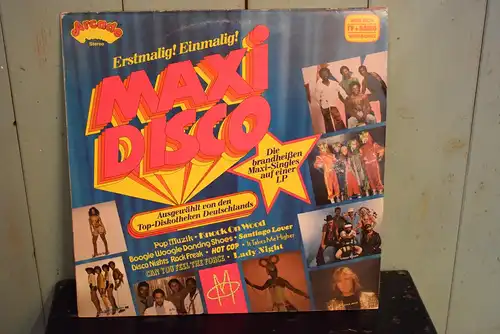 Arcade
Stereo
Erstmalig! Einmalig!
MAXI
DISCO
Die
brandheißen
Maxi-Singles
auf einer
LP
Ausgewählt von den
Top-Diskotheken Deutschlands
Pop Muzik • Knock On Wood
Boogie Woogie Dancing Shoes • Santiago Lover
Disco Nights Rock Freak • HOT COP • It Takes Me Higher
CAN YOU FEEL THE FORCE • Lady Night
M